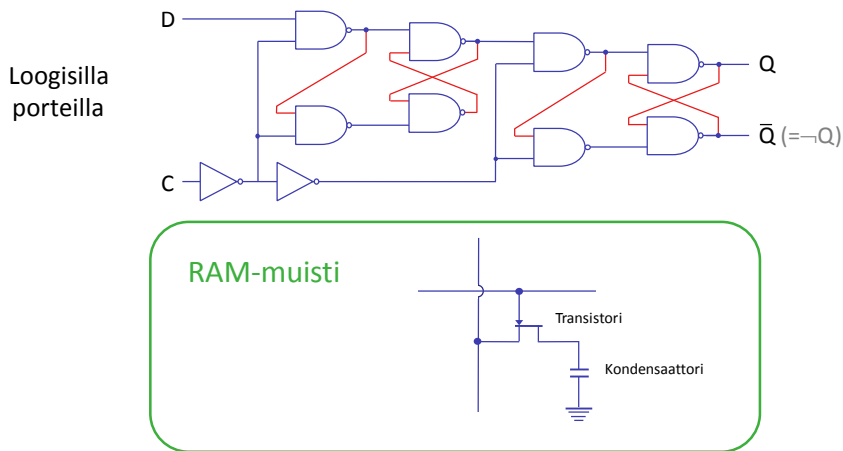 D
Loogisilla
porteilla
Q
Q̅ (=¬Q)
C
RAM-muisti
Transistori
Kondensaattori